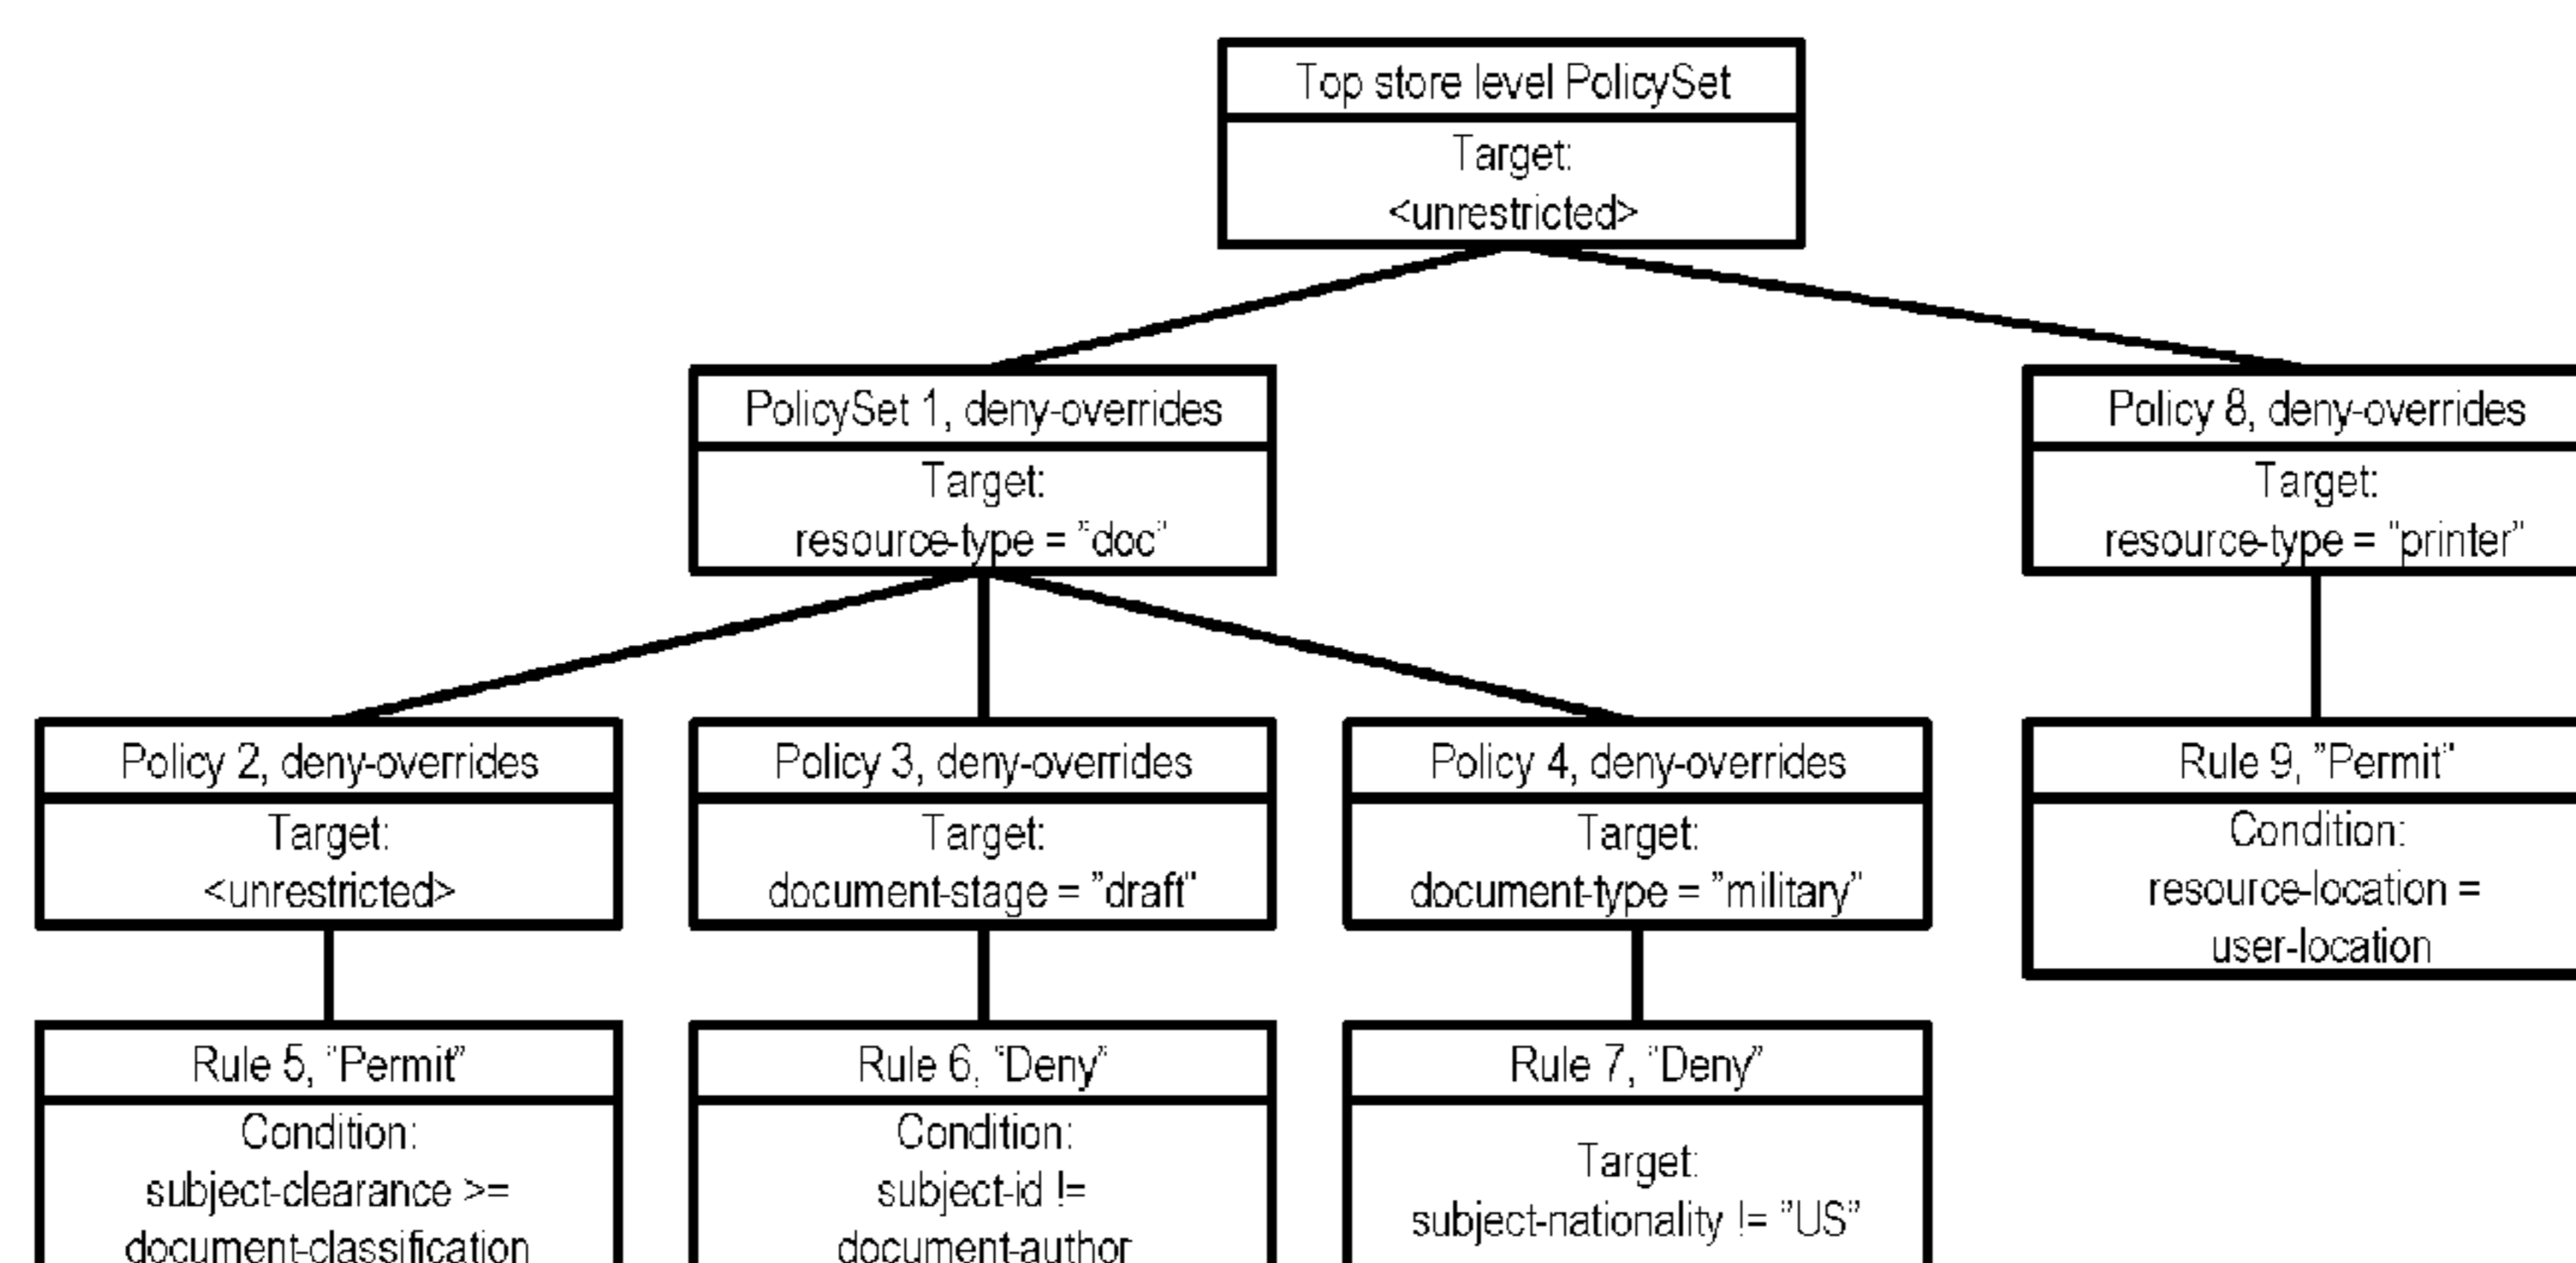 Top store level PolicySet
Target:
<unrestricted>
PolicySet 1, deny-overrides
Target:
resource-type = ”doc”
Policy 8, deny-overrides
Target:
resource-type = ”printer”
Policy 2, deny-overrides
Target:
<unrestricted>
Policy 3, deny-overrides
Target:
document-stage = ”draft”
Policy 4, deny-overrides
Target:
document-type = ”military”
Rule 9, ”Permit”
Condition:
resource-location =
user-location
Rule 5, ”Permit”
Condition:
subject-clearance >=
document-classification
Rule 6, ”Deny”
Condition:
subject-id !=
document-author
Rule 7, ”Deny”
Target:
subject-nationality != ”US”